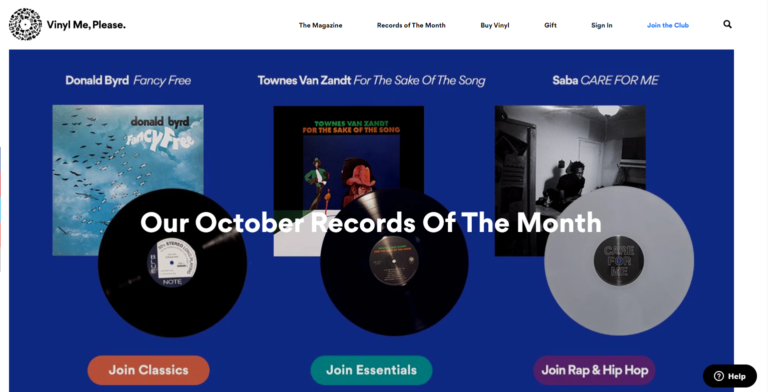 Vinyl Me, Please.
The Magazine
Records of The Month
Buy Vinyl
Gift
Sign In
Join the Club
Donald Byrd Fancy Free
Townes Van Zandt For The Sake Of The Song
Saba CARE FOR ME
donald byrd
Fancy Free
TOWNES VAN ZANDT
FOR THE SAKE OF THE SONG
Our October Records Of The Month
STEREO
NOTE
CARE
FOR
ME
Join Classics
Join Essentials
Join Rap & Hip Hop
Help